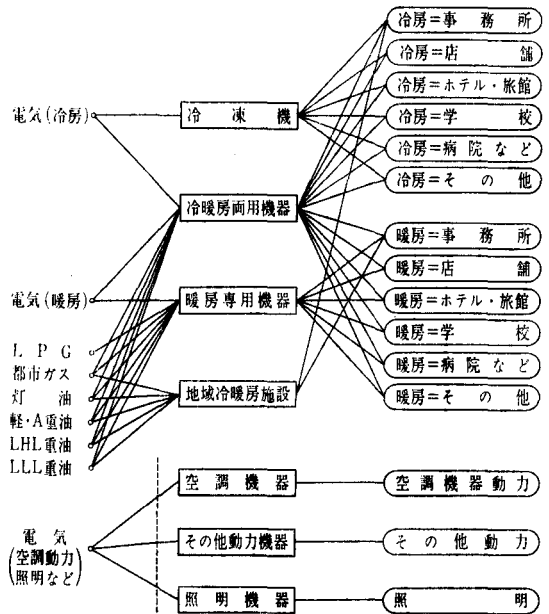 電気(冷房)
電気(暖房)
LPG
都市ガス
灯油
軽・A重油
LHL重油
LLL重油
電気
(空調動力
照明など)
冷凍機
冷暖房両用機器
暖房専用機器
地域冷暖房施設
空調機器
その他動力機器
照明機器
冷房=事務所
冷房=店舗
冷房=ホテル・旅館
冷房=学校
冷房=病院など
冷房=その他
暖房=事務所
暖房=店舗
暖房=ホテル・旅館
暖房=学校
暖房=病院など
暖房=その他
空調機器動力
その他動力
照明